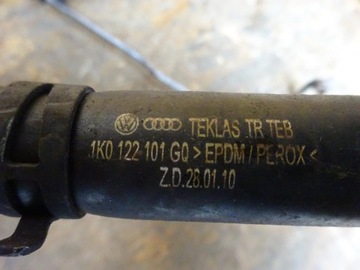 TEKLAS TR TEB
1K0 122 101 GQ >EPDM/PEROX<
Z.D.28.01.10